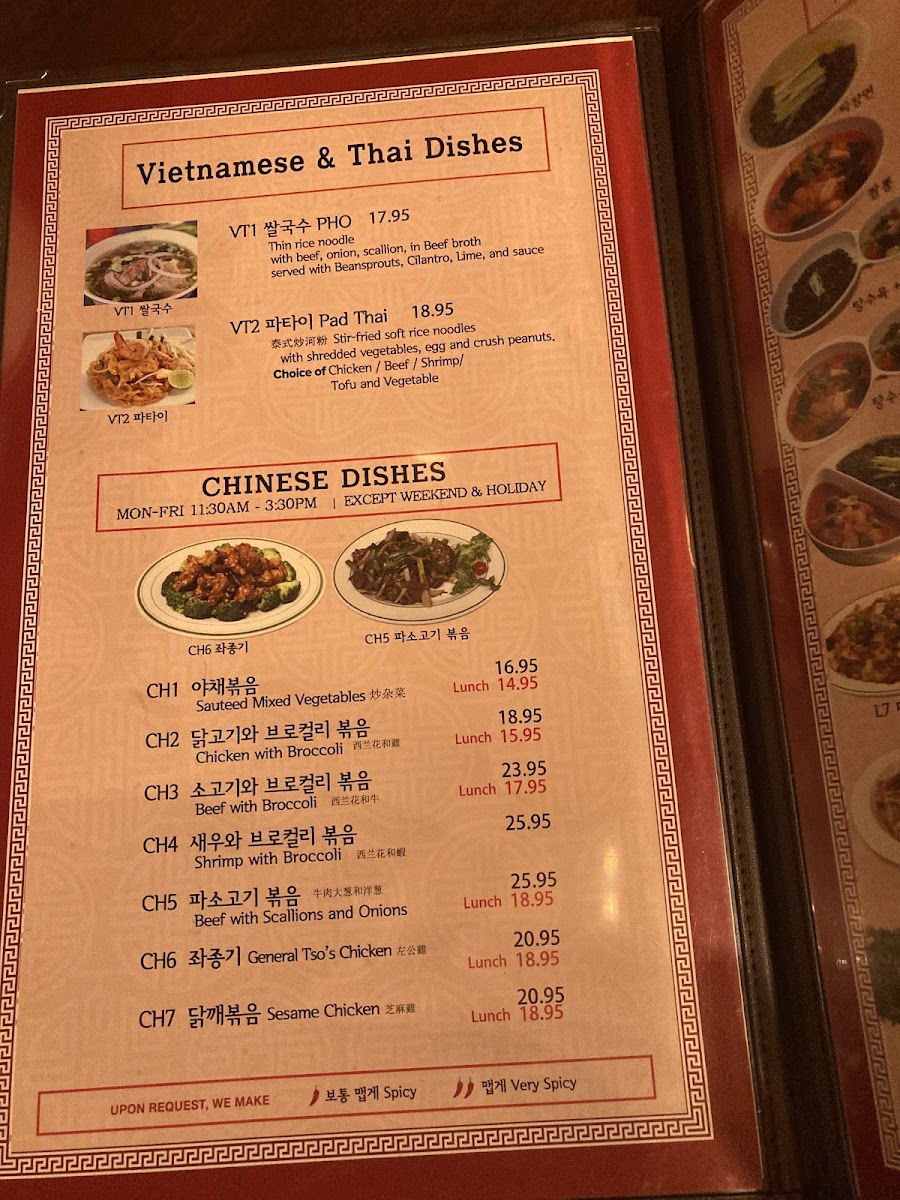 Vietnamese & Thai Dishes
VT1 쌀국수 PHO 17.95
Thin rice noodle
with beef, onion, scallion, in Beef broth
served with Beansprouts, Cilantro, Lime, and sauce
VT1 쌀국수
VT2 파타이 Pad Thai 18.95
泰式炒河粉 Stir-fried soft rice noodles
with shredded vegetables, egg and crush peanuts.
Choice of Chicken / Beef / Shrimp/
Tofu and Vegetable
VT2 파타이
CHINESE DISHES
MON-FRI 11:30AM - 3:30PM | EXCEPT WEEKEND & HOLIDAY
CH6 좌종기
CH5 파소고기 볶음
CH1 야채볶음 16.95
Sauteed Mixed Vegetables 炒杂菜 Lunch 14.95
CH2 닭고기와 브로컬리 볶음 18.95
Chicken with Broccoli 西兰花和雞 Lunch 15.95
CH3 소고기와 브로컬리 볶음 23.95
Beef with Broccoli 西兰花和牛 Lunch 17.95
CH4 새우와 브로컬리 볶음 25.95
Shrimp with Broccoli 西兰花和蝦
CH5 파소고기 볶음 牛肉大葱和洋葱 25.95
Beef with Scallions and Onions Lunch 18.95
CH6 좌종기 General Tso's Chicken 左公雞 20.95
Lunch 18.95
CH7 닭깨볶음 Sesame Chicken 芝麻雞 20.95
Lunch 18.95
UPON REQUEST, WE MAKE 보통 맵게 Spicy 맵게 Very Spicy
짜장면
짬뽕
탕수육
L7